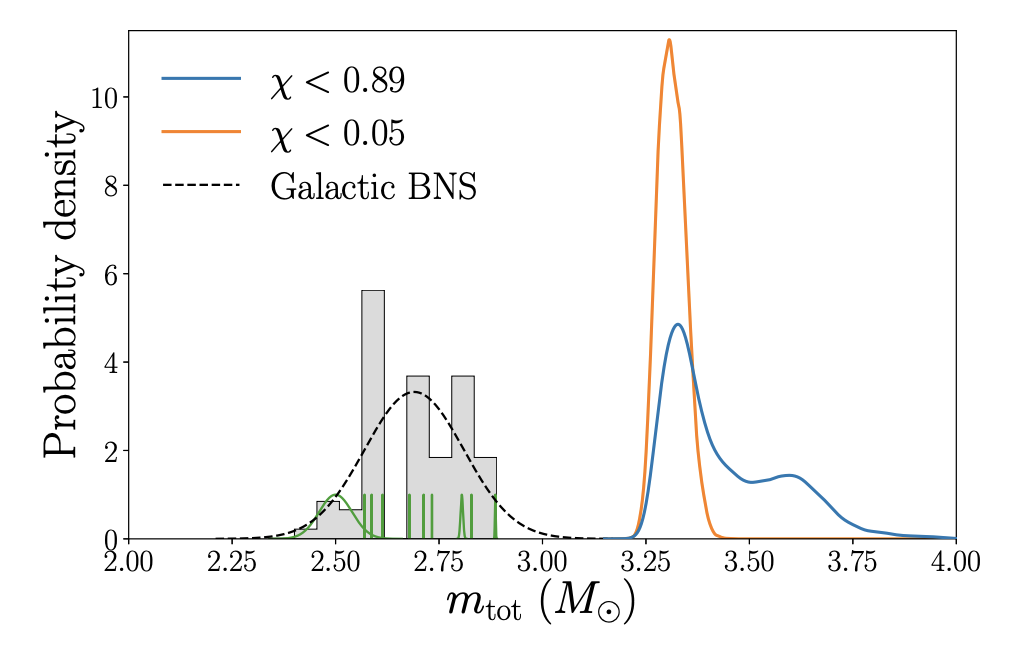 χ < 0.89
χ < 0.05
Galactic BNS
Probability density
10
8
6
4
2
0
2.00 2.25 2.50 2.75 3.00 3.25 3.50 3.75 4.00
m_tot (M_⊙)